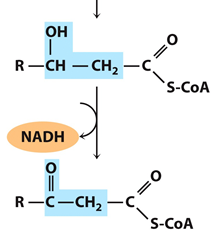 OH
O
R — CH — CH₂ — C
S-CoA
NADH
O
O
R — C — CH₂ — C
S-CoA